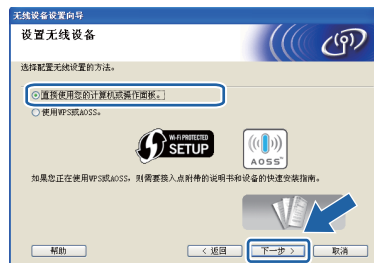 无线设备设置向导
设置无线设备
选择配置无线设置的方法。
直接使用您的计算机或操作面板。
使用WPS或AOSS。
Wi-Fi PROTECTED
SETUP
AOSS
如果您正在使用WPS或AOSS，则需要接入点附带的说明书和设备的快速安装指南。
帮助
< 返回
下一步 >
取消